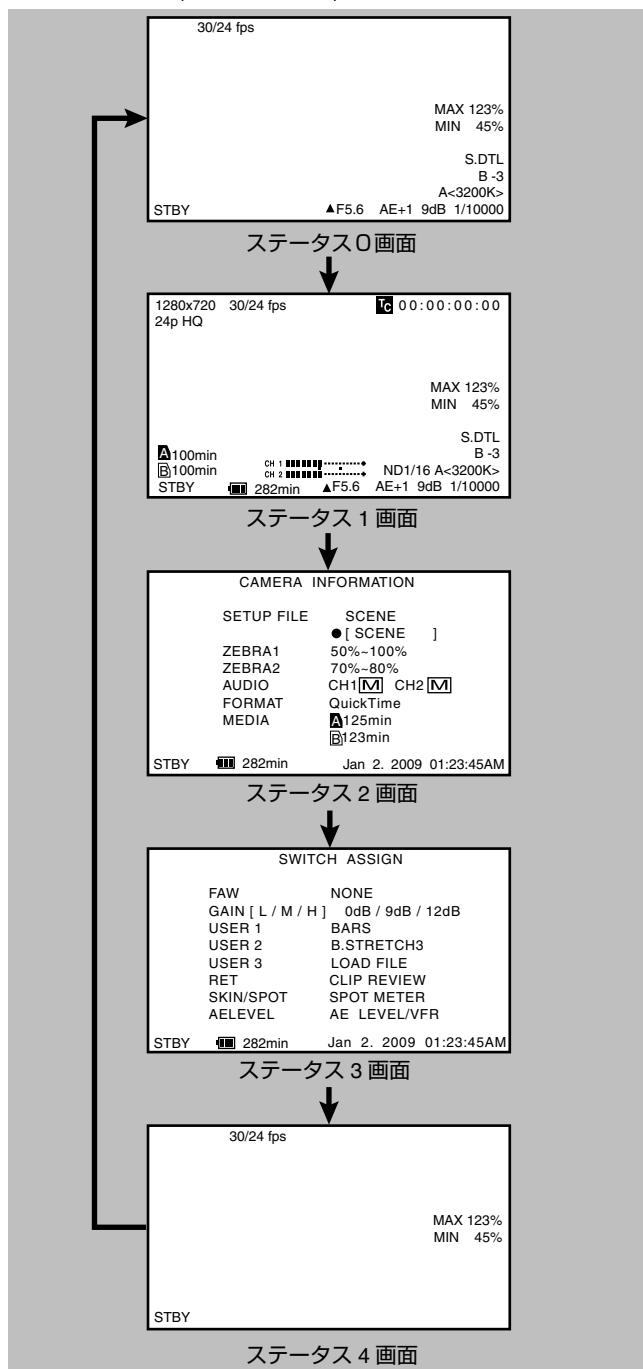 30/24 fps
MAX 123%
MIN 45%
S.DTL
B -3
A<3200K>
STBY ▲F5.6 AE+1 9dB 1/10000
ステータス0画面
1280x720 30/24 fps TC 00:00:00:00
24p HQ
MAX 123%
MIN 45%
S.DTL
A100min B -3
B100min CH 1 CH 2 ND1/16 A<3200K>
STBY 282min ▲F5.6 AE+1 9dB 1/10000
ステータス 1 画面
CAMERA INFORMATION
SETUP FILE SCENE
●[ SCENE ]
ZEBRA1 50%~100%
ZEBRA2 70%~80%
AUDIO CH1 M CH2 M
FORMAT QuickTime
MEDIA A125min
B123min
STBY 282min Jan 2. 2009 01:23:45AM
ステータス 2 画面
SWITCH ASSIGN
FAW NONE
GAIN [ L / M / H ] 0dB / 9dB / 12dB
USER 1 BARS
USER 2 B.STRETCH3
USER 3 LOAD FILE
RET CLIP REVIEW
SKIN/SPOT SPOT METER
AELEVEL AE LEVEL/VFR
STBY 282min Jan 2. 2009 01:23:45AM
ステータス 3 画面
30/24 fps
MAX 123%
MIN 45%
STBY
ステータス 4 画面